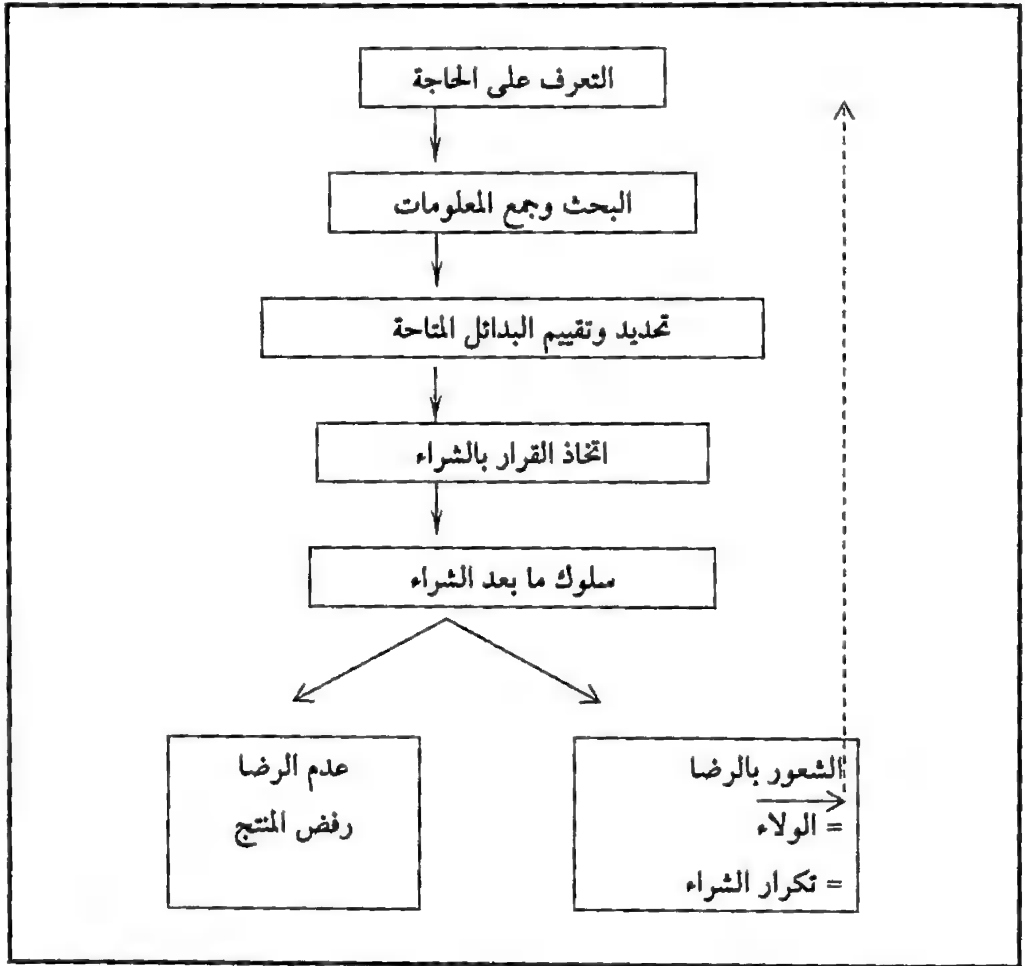 التعرف على الحاجة
البحث وجمع المعلومات
تحديد وتقييم البدائل المتاحة
اتخاذ القرار بالشراء
سلوك ما بعد الشراء
الشعور بالرضا
= الولاء
= تكرار الشراء
عدم الرضا
رفض المنتج